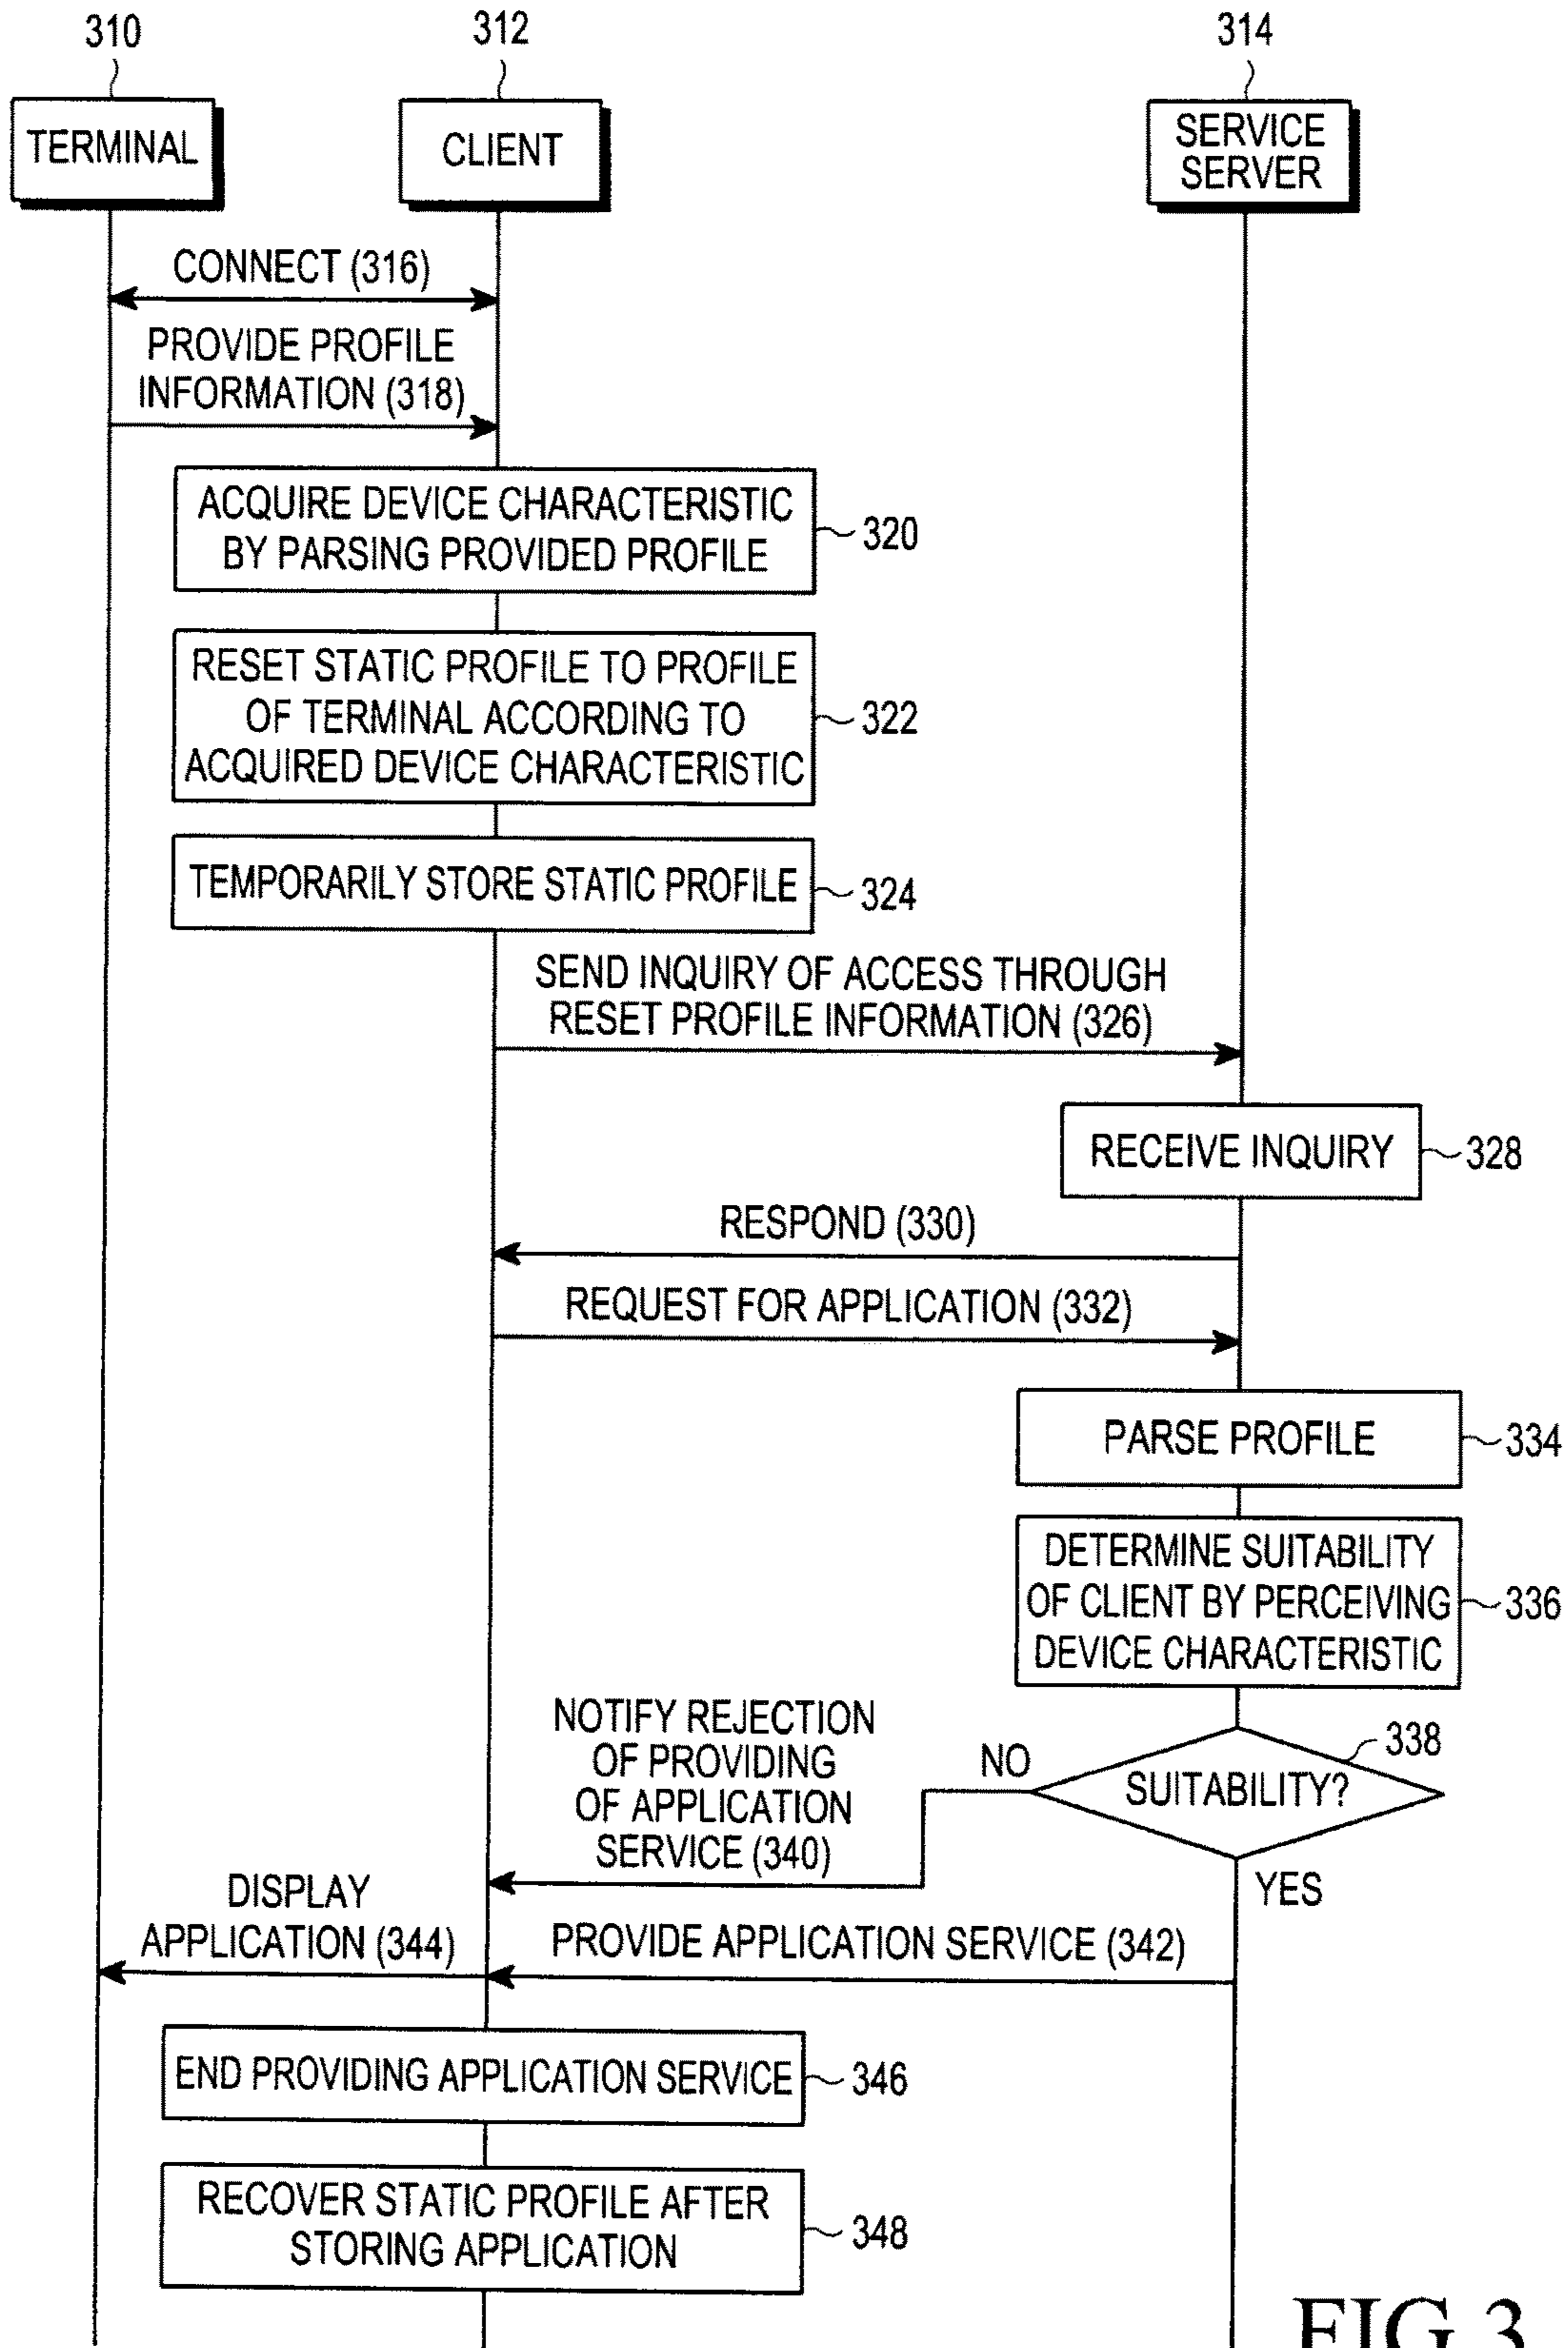 310
312
314
TERMINAL
CLIENT
SERVICE
SERVER
CONNECT (316)
PROVIDE PROFILE
INFORMATION (318)
ACQUIRE DEVICE CHARACTERISTIC
BY PARSING PROVIDED PROFILE
320
RESET STATIC PROFILE TO PROFILE
OF TERMINAL ACCORDING TO
ACQUIRED DEVICE CHARACTERISTIC
322
TEMPORARILY STORE STATIC PROFILE
324
SEND INQUIRY OF ACCESS THROUGH
RESET PROFILE INFORMATION (326)
RECEIVE INQUIRY
328
RESPOND (330)
REQUEST FOR APPLICATION (332)
PARSE PROFILE
334
DETERMINE SUITABILITY
OF CLIENT BY PERCEIVING
DEVICE CHARACTERISTIC
336
NOTIFY REJECTION
OF PROVIDING
OF APPLICATION
SERVICE (340)
NO
338
SUITABILITY?
YES
DISPLAY
APPLICATION (344)
PROVIDE APPLICATION SERVICE (342)
END PROVIDING APPLICATION SERVICE
346
RECOVER STATIC PROFILE AFTER
STORING APPLICATION
348
FIG.3